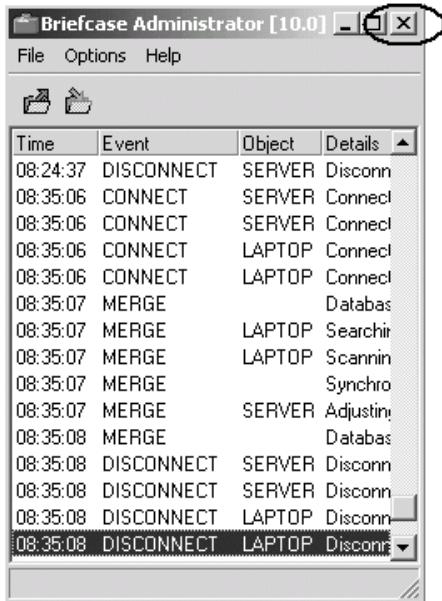 Briefcase Administrator [10.0]
File Options Help
Time Event Object Details
08:24:37 DISCONNECT SERVER Disconn
08:35:06 CONNECT SERVER Connect
08:35:06 CONNECT SERVER Connect
08:35:06 CONNECT LAPTOP Connect
08:35:06 CONNECT LAPTOP Connect
08:35:07 MERGE Databas
08:35:07 MERGE LAPTOP Searchin
08:35:07 MERGE LAPTOP Scannin
08:35:07 MERGE Synchro
08:35:07 MERGE SERVER Adjusting
08:35:08 MERGE Databas
08:35:08 DISCONNECT SERVER Disconn
08:35:08 DISCONNECT SERVER Disconn
08:35:08 DISCONNECT LAPTOP Disconn
08:35:08 DISCONNECT LAPTOP Disconn